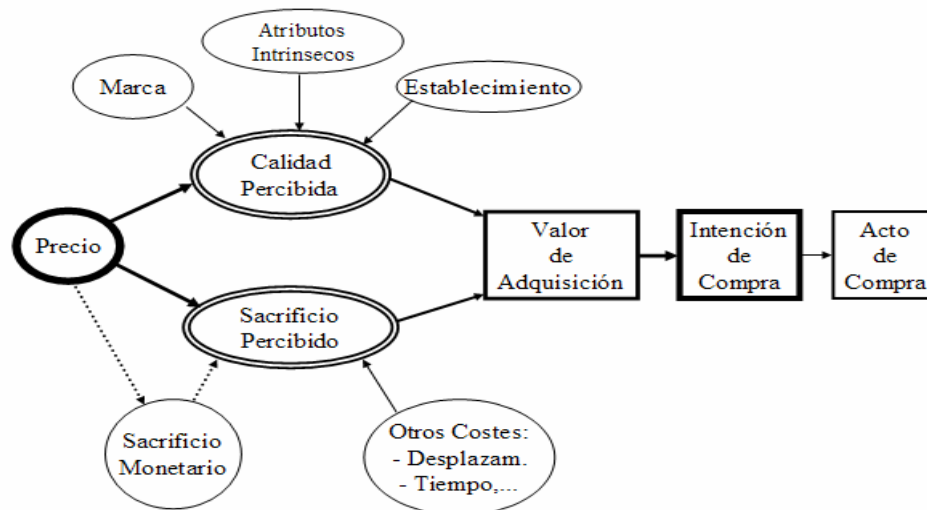 Atributos
Intrinsecos
Marca
Establecimiento
Calidad
Percibida
Precio
Valor
de
Adquisición
Intención
de
Compra
Acto
de
Compra
Sacrificio
Percibido
Sacrificio
Monetario
Otros Costes:
- Desplazam.
- Tiempo,...